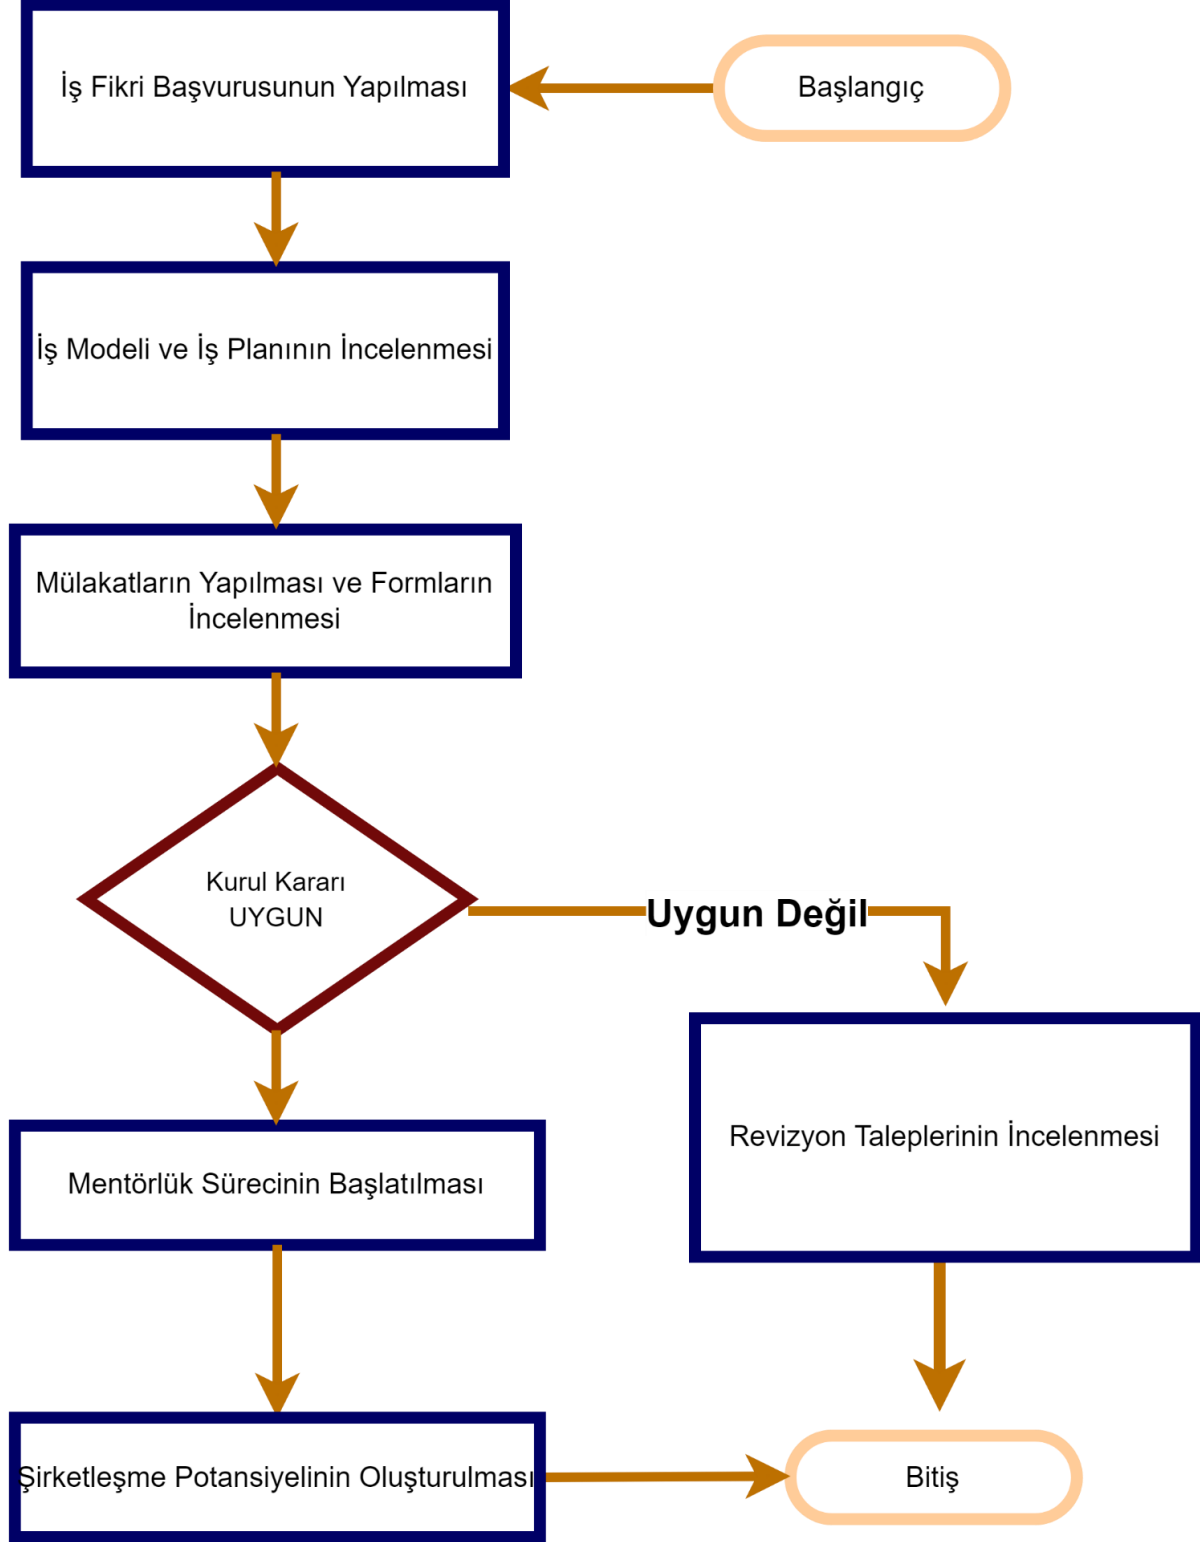 Başlangıç
İş Fikri Başvurusunun Yapılması
İş Modeli ve İş Planının İncelenmesi
Mülakatların Yapılması ve Formların
İncelenmesi
Kurul Kararı
UYGUN
Uygun Değil
Revizyon Taleplerinin İncelenmesi
Mentörlük Sürecinin Başlatılması
Şirketleşme Potansiyelinin Oluşturulması
Bitiş